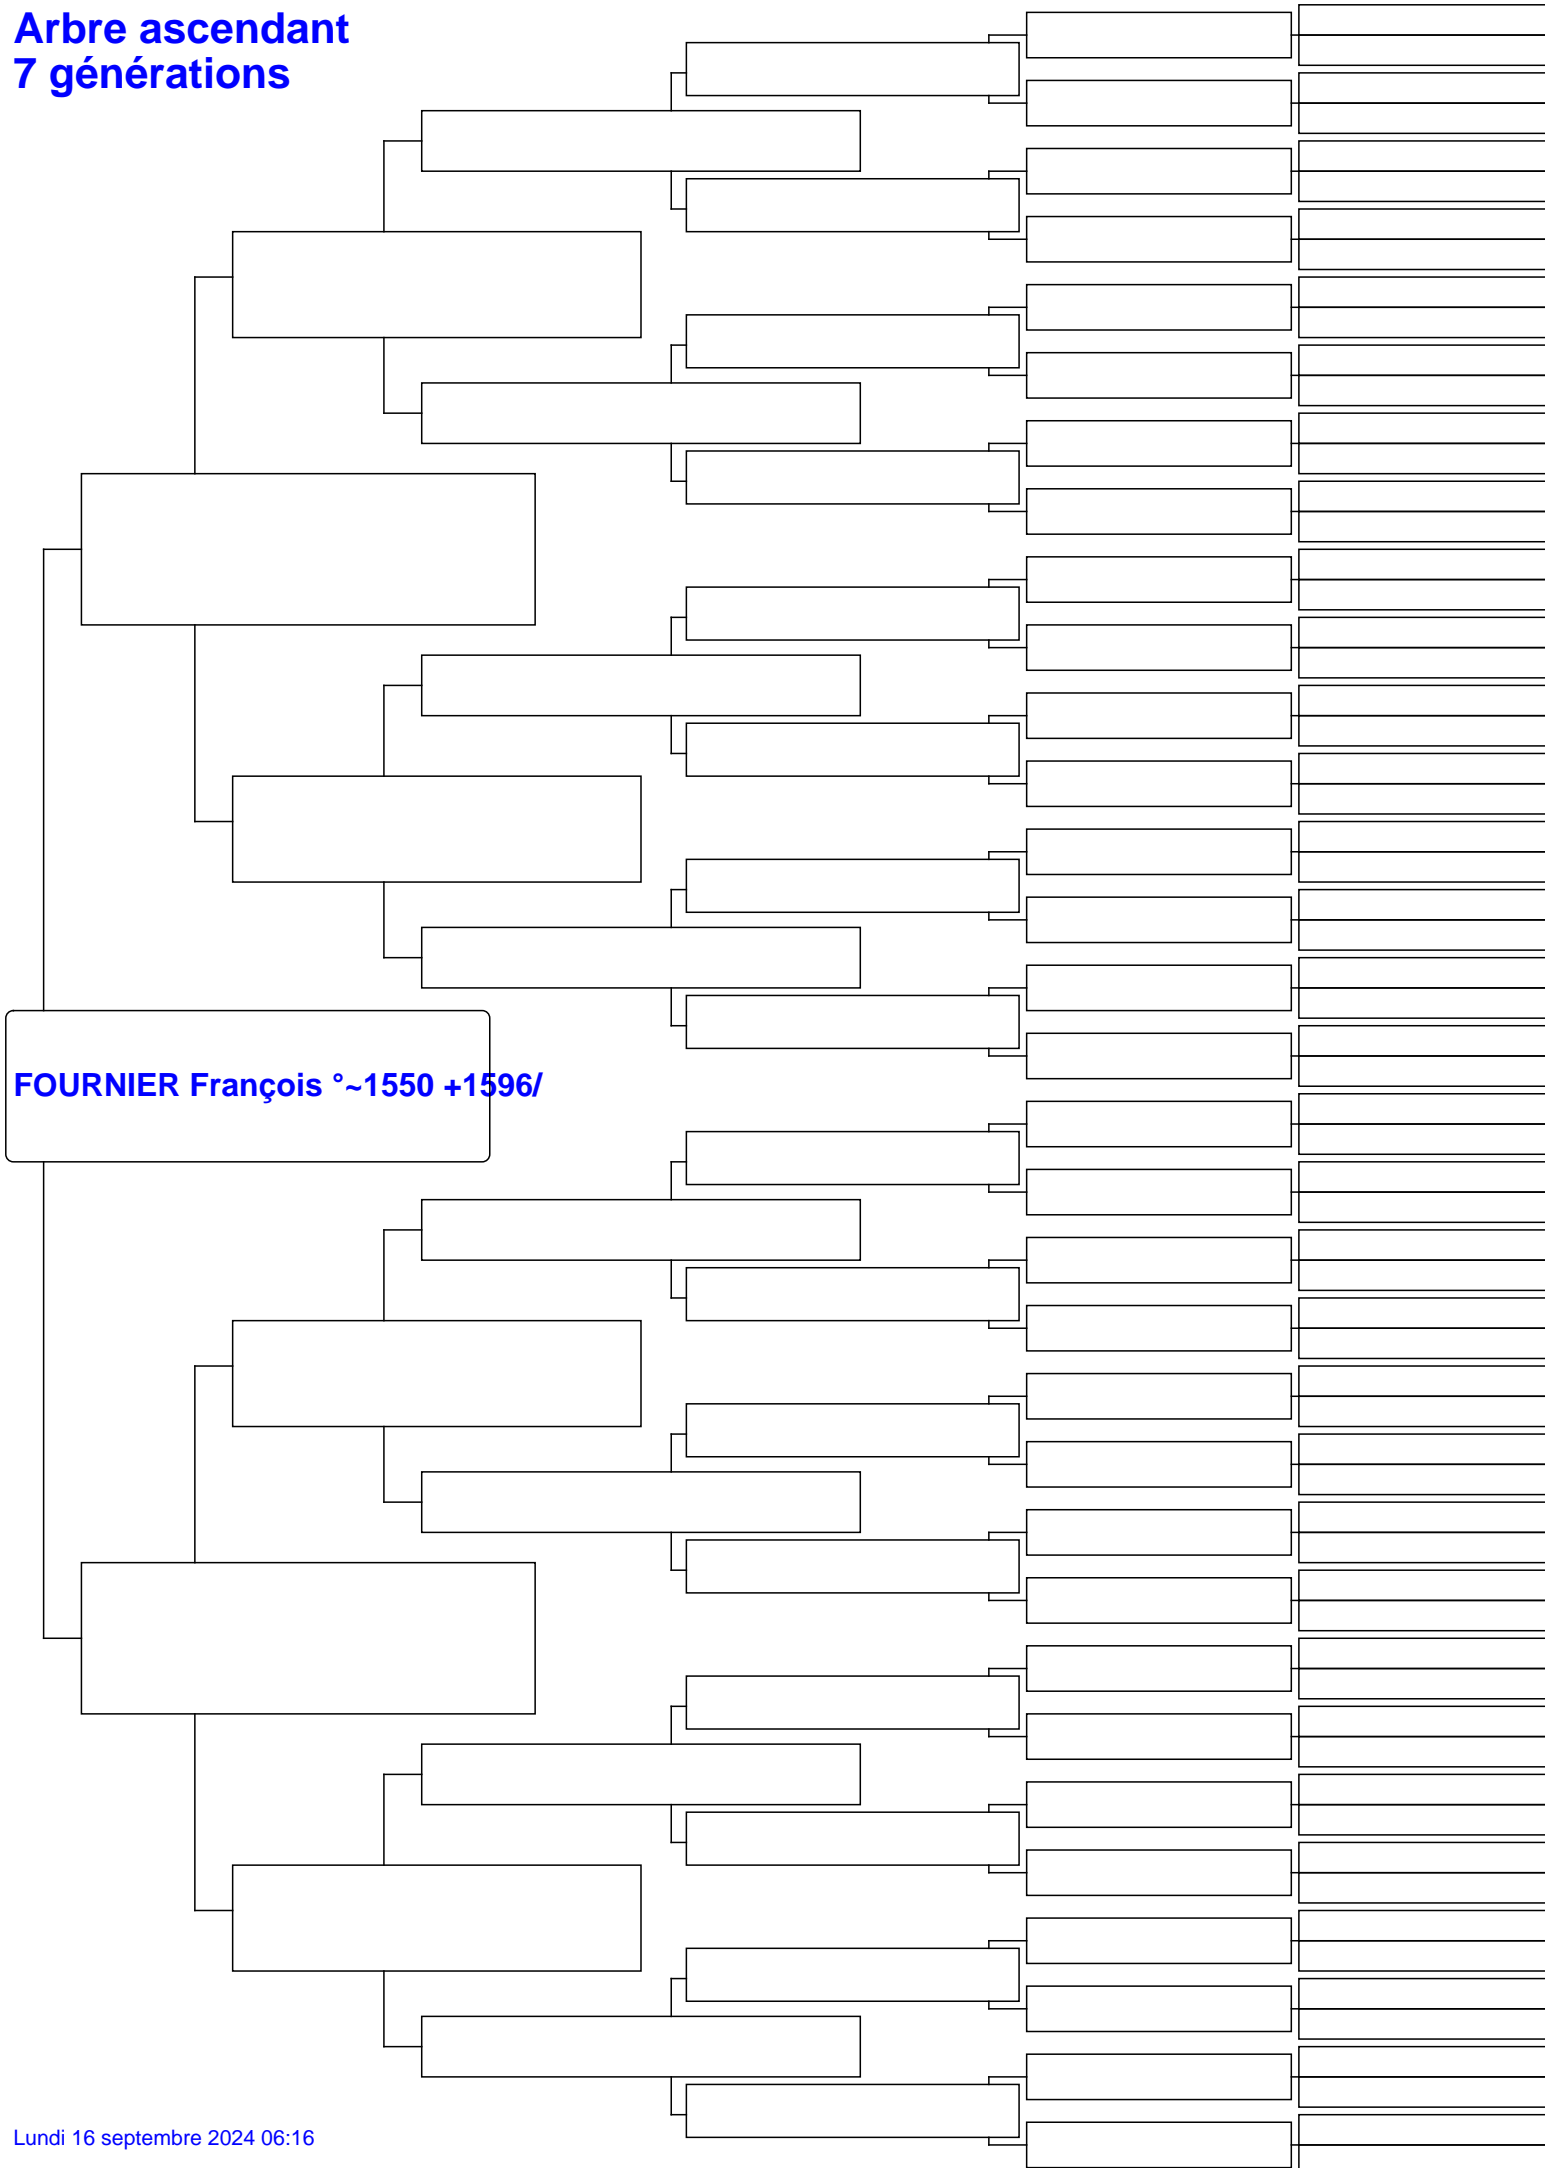 Arbre ascendant
7 générations
FOURNIER François °~1550 +1596/
Lundi 16 septembre 2024 06:16